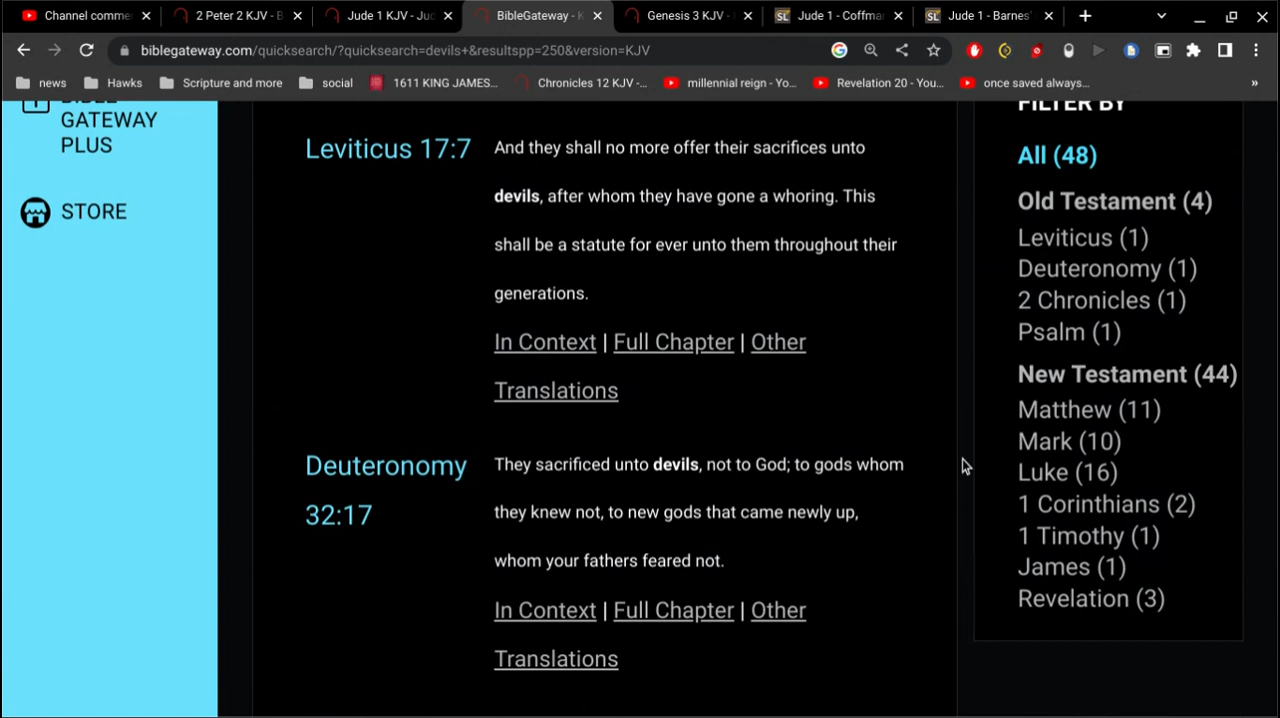 Channel comme
2 Peter 2 KJV - B
Jude 1 KJV - Ju
BibleGateway - K
Genesis 3 KJV -
SL Jude 1 - Coffma
SL Jude 1 - Barnes'
biblegateway.com/quicksearch/?quicksearch=devils+&resultspp=250&version=KJV
news
Hawks
Scripture and more
social
1611 KING JAMES...
Chronicles 12 KJV -...
millennial reign - Yo...
Revelation 20 - You...
once saved always...
»
BIBLE
GATEWAY
PLUS
STORE
Leviticus 17:7
And they shall no more offer their sacrifices unto
devils, after whom they have gone a whoring. This
shall be a statute for ever unto them throughout their
generations.
In Context | Full Chapter | Other
Translations
Deuteronomy
32:17
They sacrificed unto devils, not to God; to gods whom
they knew not, to new gods that came newly up,
whom your fathers feared not.
In Context | Full Chapter | Other
Translations
FILTER BY
All (48)
Old Testament (4)
Leviticus (1)
Deuteronomy (1)
2 Chronicles (1)
Psalm (1)
New Testament (44)
Matthew (11)
Mark (10)
Luke (16)
1 Corinthians (2)
1 Timothy (1)
James (1)
Revelation (3)